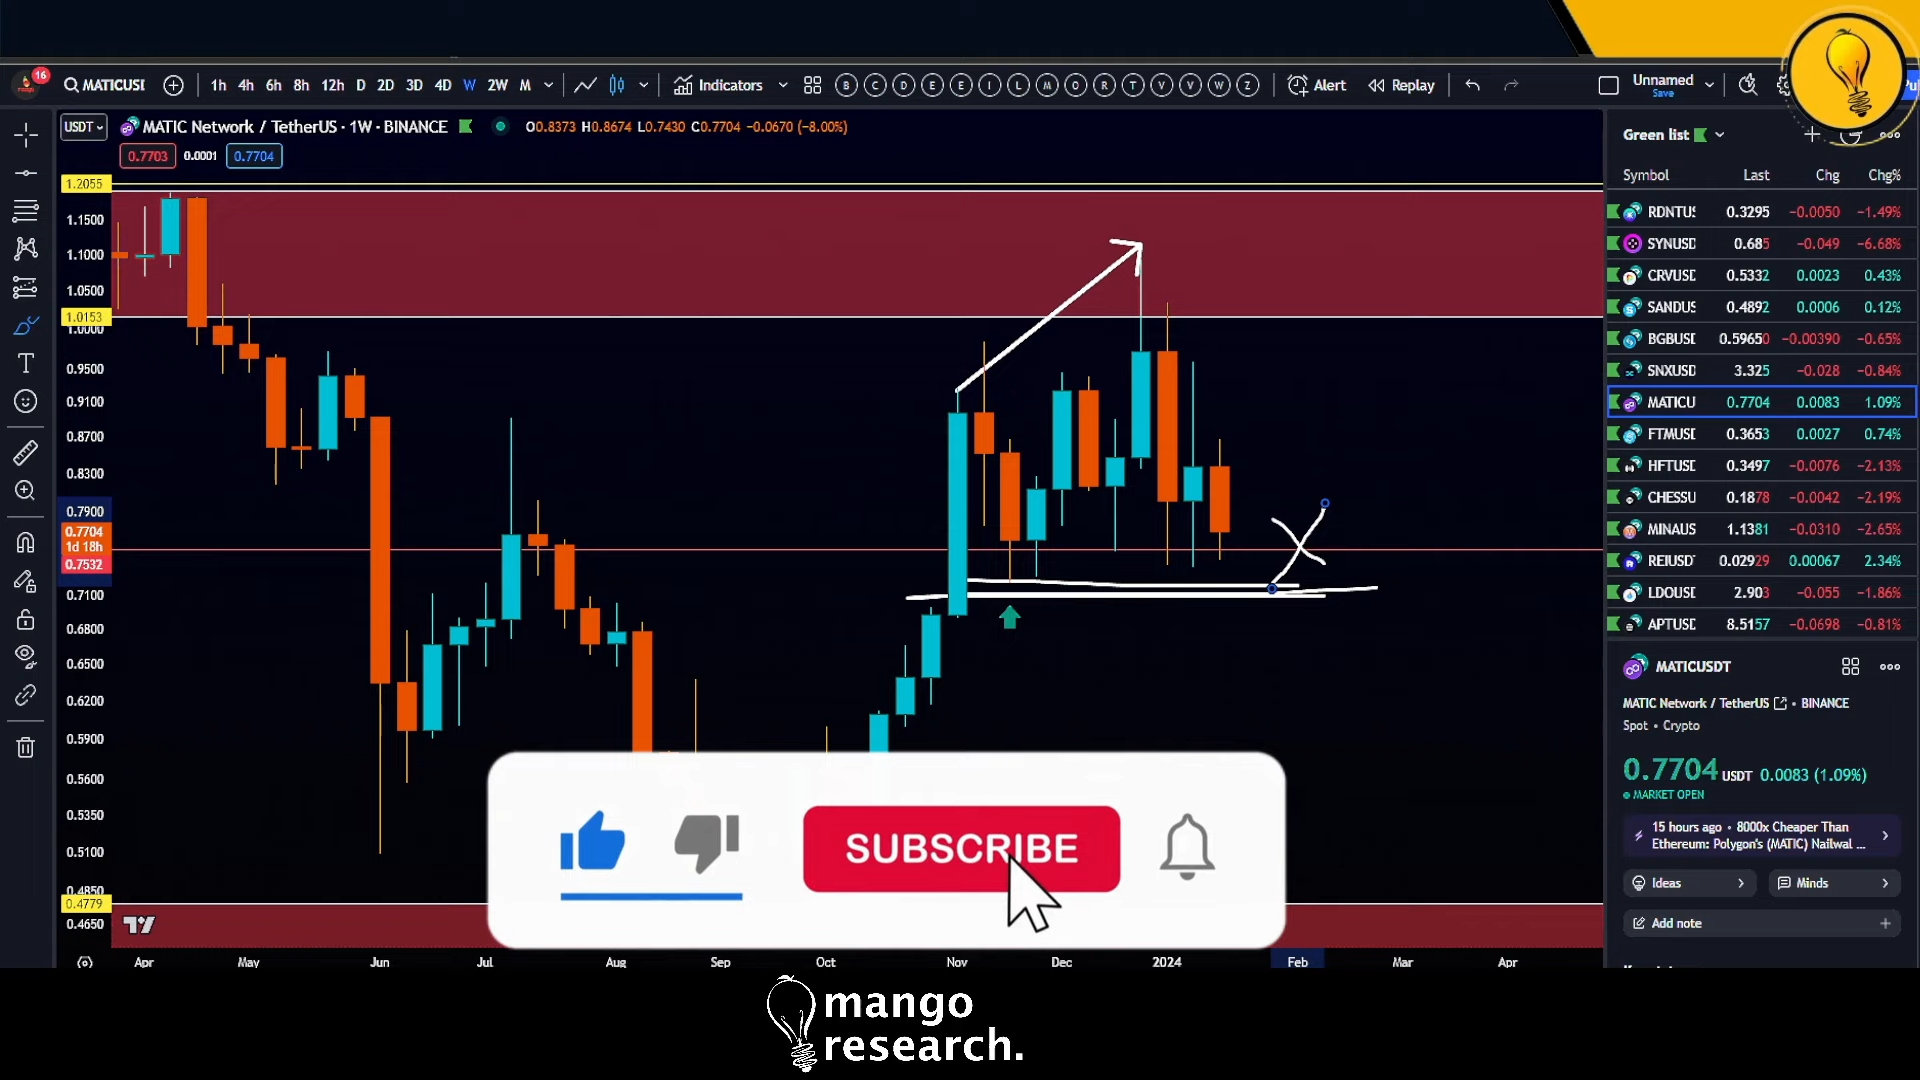 16
MATICUSI
1h 4h 6h 8h 12h D 2D 3D 4D W 2W M
Indicators
B C D E E I L M O R T V V W Z
Alert
Replay
Unnamed
Save
USDT
MATIC Network / TetherUS · 1W · BINANCE
O0.8373 H0.8674 L0.7430 C0.7704 −0.0670 (−8.00%)
0.7703 0.0001 0.7704
1.2055
1.1500
1.1000
1.0500
1.0153
1.0000
0.9500
0.9100
0.8700
0.8300
0.7900
0.7704
1d 18h
0.7532
0.7100
0.6800
0.6500
0.6200
0.5900
0.5600
0.5350
0.5100
0.4850
0.4779
0.4650
Apr May Jun Jul Aug Sep Oct Nov Dec 2024 Feb Mar Apr
Green list
Symbol Last Chg Chg%
RDNTUS 0.3295 −0.0050 −1.49%
SYNUSD 0.685 −0.049 −6.68%
CRVUSD 0.5332 0.0023 0.43%
SANDUS 0.4892 0.0006 0.12%
BGBUSD 0.59650 −0.00390 −0.65%
SNXUSD 3.325 −0.028 −0.84%
MATICU 0.7704 0.0083 1.09%
FTMUSD 0.3653 0.0027 0.74%
HFTUSD 0.3497 −0.0076 −2.13%
CHESSU 0.1878 −0.0042 −2.19%
MINAUS 1.1381 −0.0310 −2.65%
REIUSD 0.02929 0.00067 2.34%
LDOUSD 2.903 −0.055 −1.86%
APTUSD 8.5157 −0.0698 −0.81%
MATICUSDT
MATIC Network / TetherUS • BINANCE
Spot • Crypto
0.7704 USDT 0.0083 (1.09%)
MARKET OPEN
15 hours ago • 8000x Cheaper Than
Ethereum: Polygon's (MATIC) Nailwal ...
Ideas
Minds
Add note
SUBSCRIBE
mango
research.